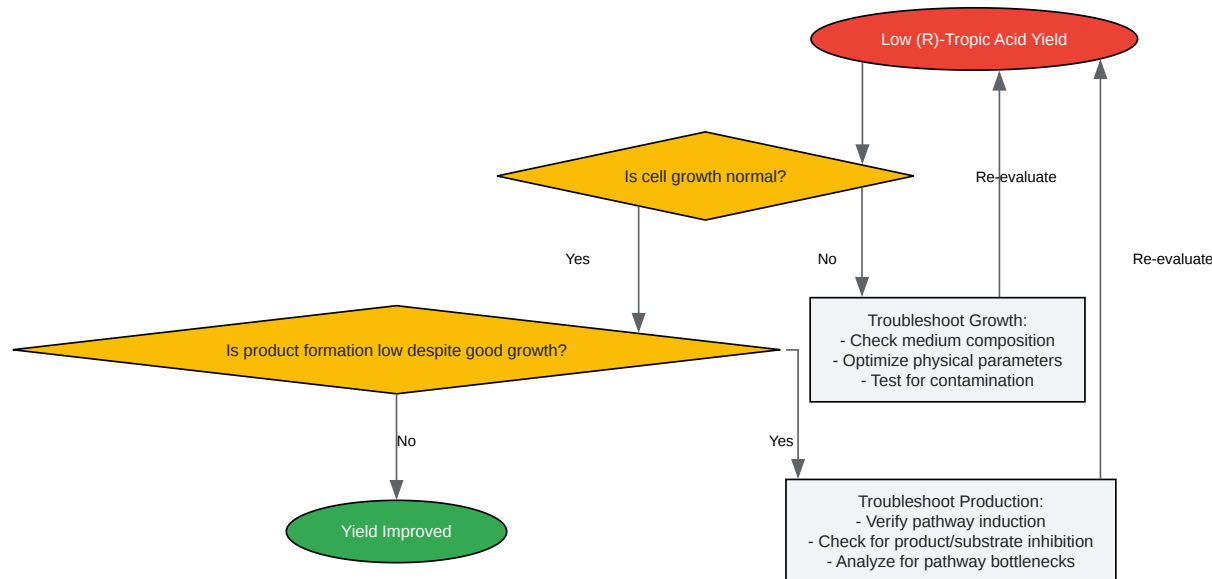 Low (R)-Tropic Acid Yield
Is cell growth normal?
Re-evaluate
Yes
No
Re-evaluate
Troubleshoot Growth:
- Check medium composition
- Optimize physical parameters
- Test for contamination
Is product formation low despite good growth?
No
Yes
Troubleshoot Production:
- Verify pathway induction
- Check for product/substrate inhibition
- Analyze for pathway bottlenecks
Yield Improved